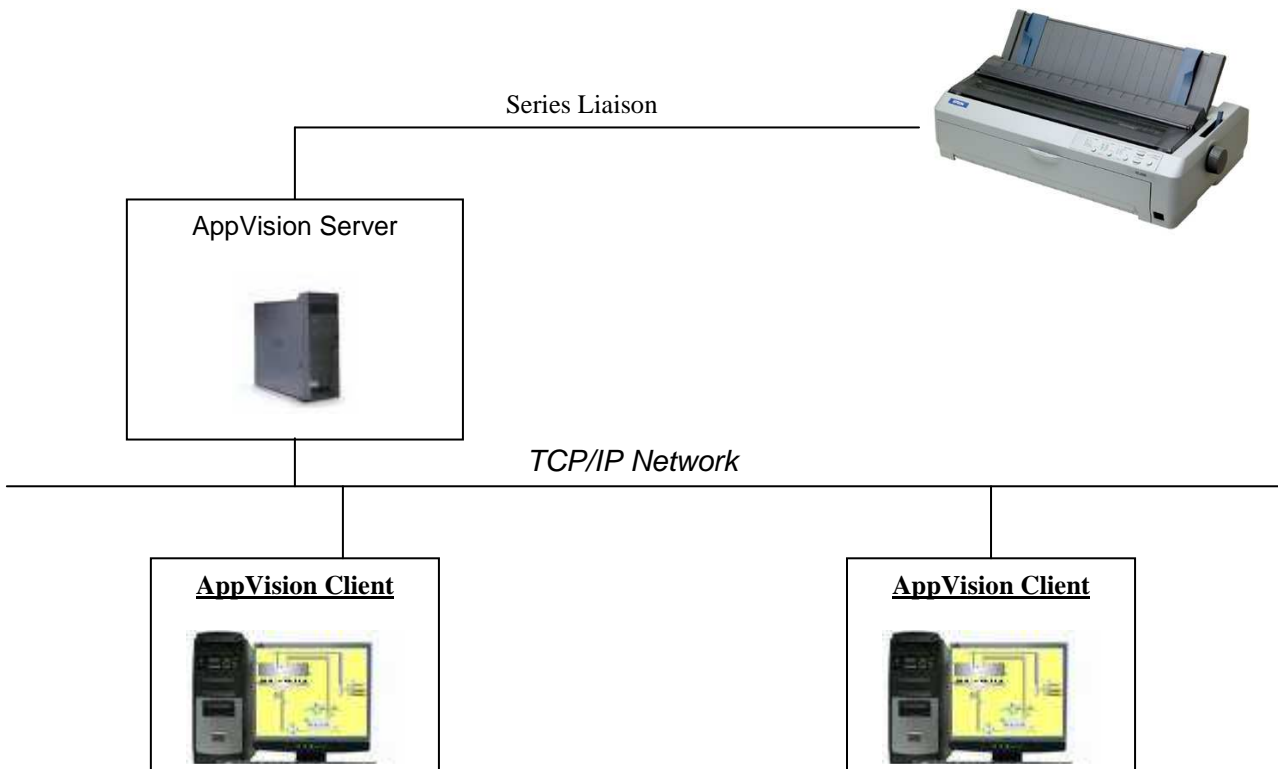 Series Liaison
AppVision Server
TCP/IP Network
AppVision Client
AppVision Client